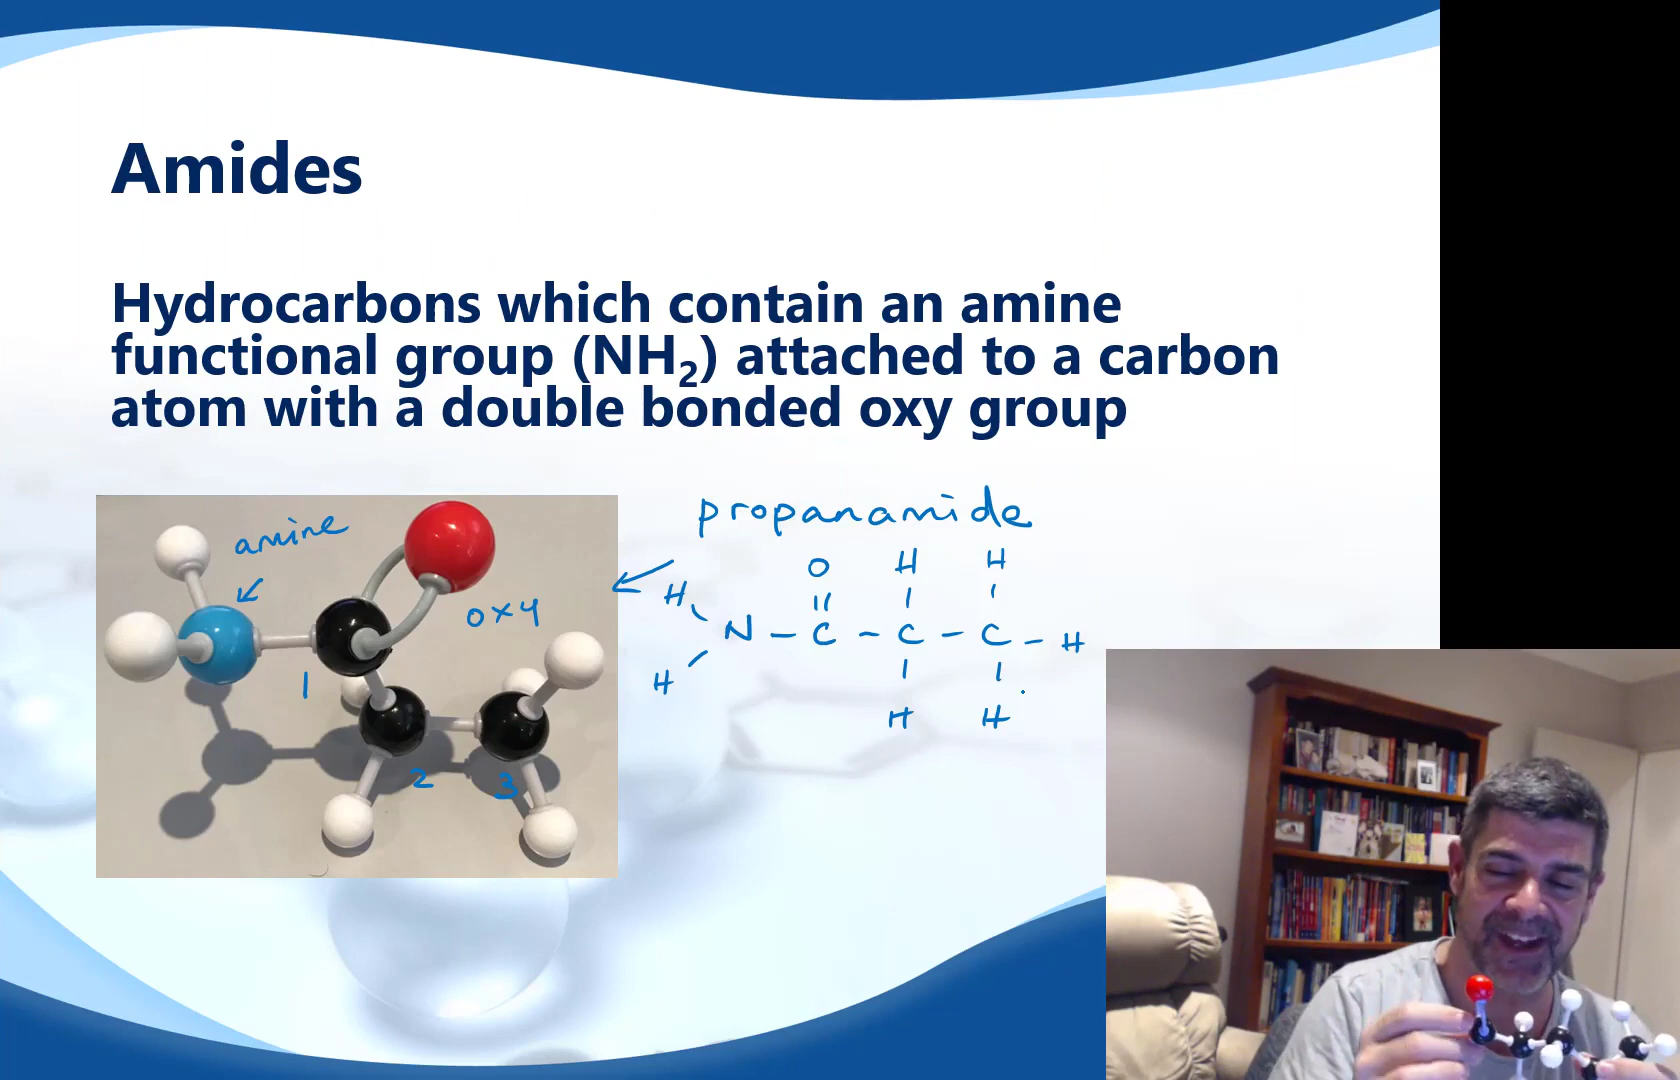 Amides
Hydrocarbons which contain an amine
functional group (NH₂) attached to a carbon
atom with a double bonded oxy group
amine
oxy
1
2
3
propanamide
O H H
H
N - C - C - C - H
H
H H